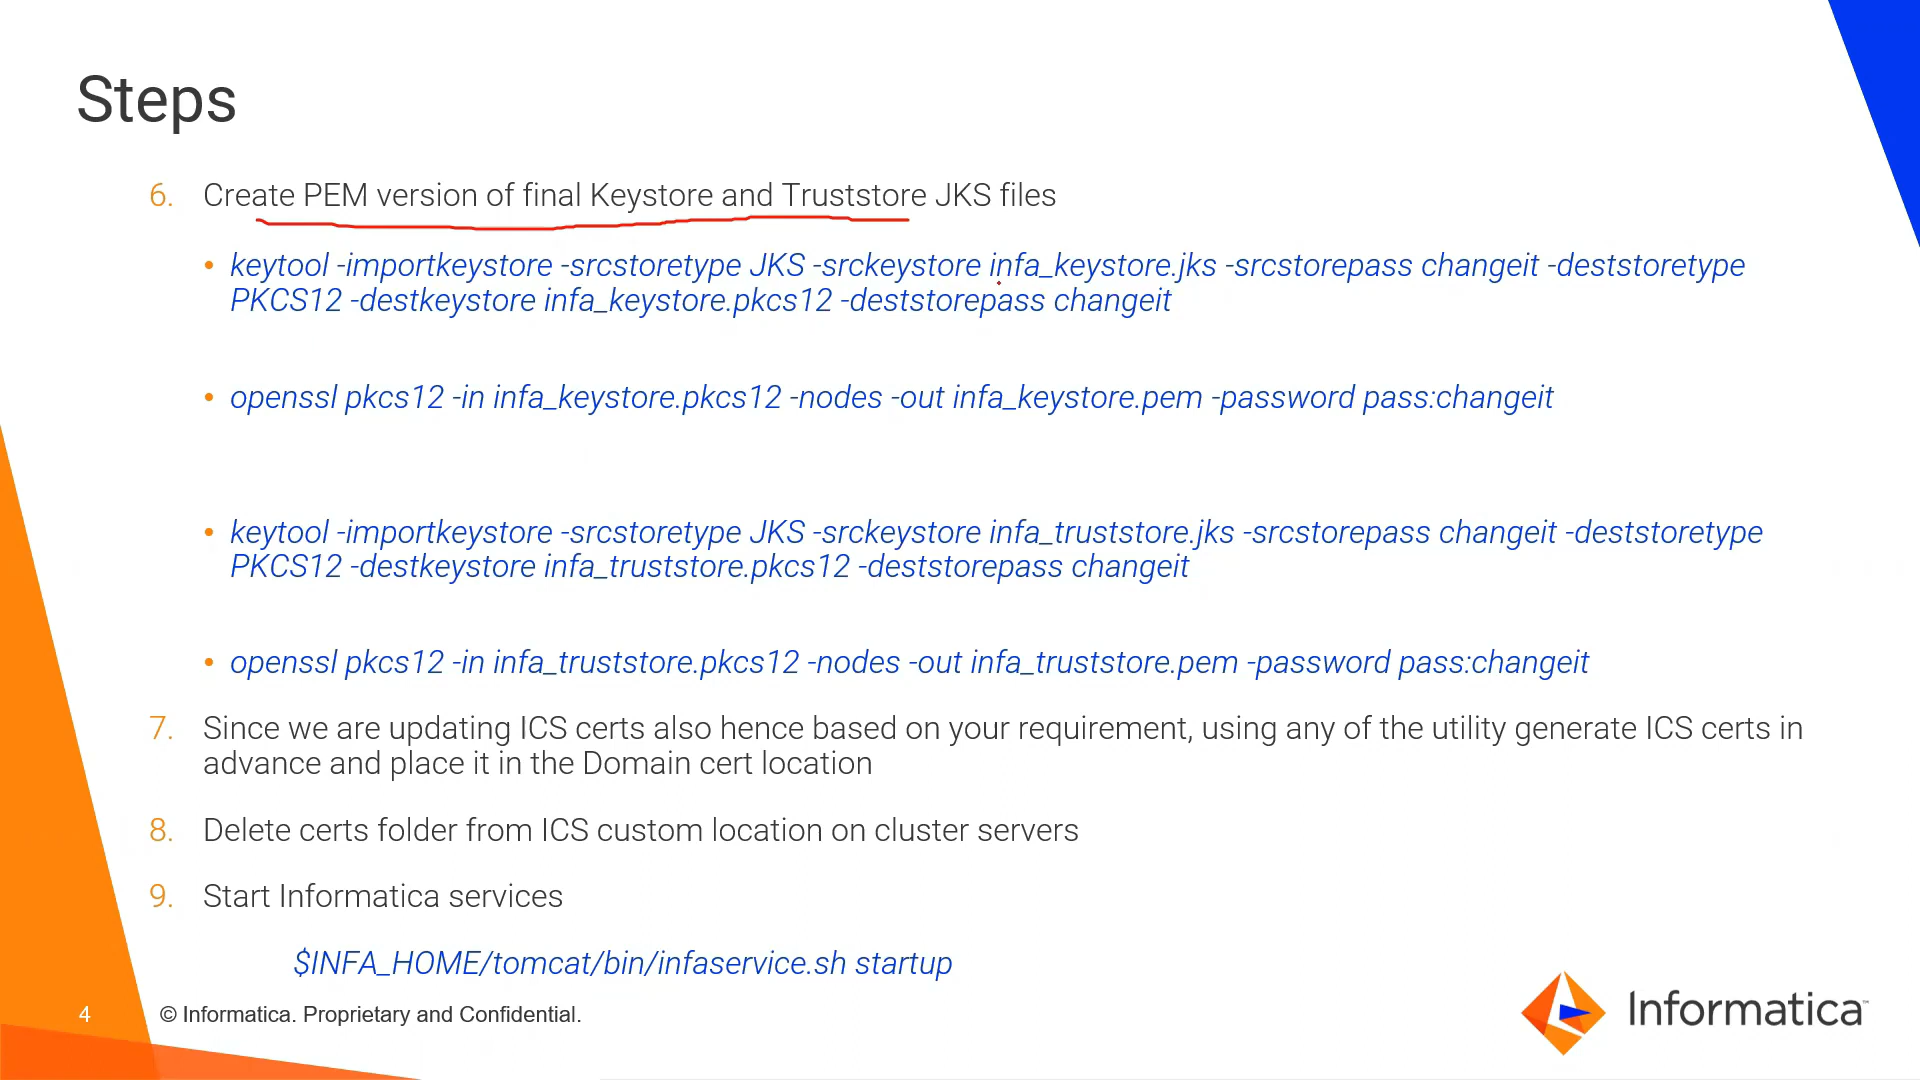 Steps
6. Create PEM version of final Keystore and Truststore JKS files
• keytool -importkeystore -srcstoretype JKS -srckeystore infa_keystore.jks -srcstorepass changeit -deststoretype
PKCS12 -destkeystore infa_keystore.pkcs12 -deststorepass changeit
• openssl pkcs12 -in infa_keystore.pkcs12 -nodes -out infa_keystore.pem -password pass:changeit
• keytool -importkeystore -srcstoretype JKS -srckeystore infa_truststore.jks -srcstorepass changeit -deststoretype
PKCS12 -destkeystore infa_truststore.pkcs12 -deststorepass changeit
• openssl pkcs12 -in infa_truststore.pkcs12 -nodes -out infa_truststore.pem -password pass:changeit
7. Since we are updating ICS certs also hence based on your requirement, using any of the utility generate ICS certs in
advance and place it in the Domain cert location
8. Delete certs folder from ICS custom location on cluster servers
9. Start Informatica services
$INFA_HOME/tomcat/bin/infaservice.sh startup
4 © Informatica. Proprietary and Confidential.
Informatica™